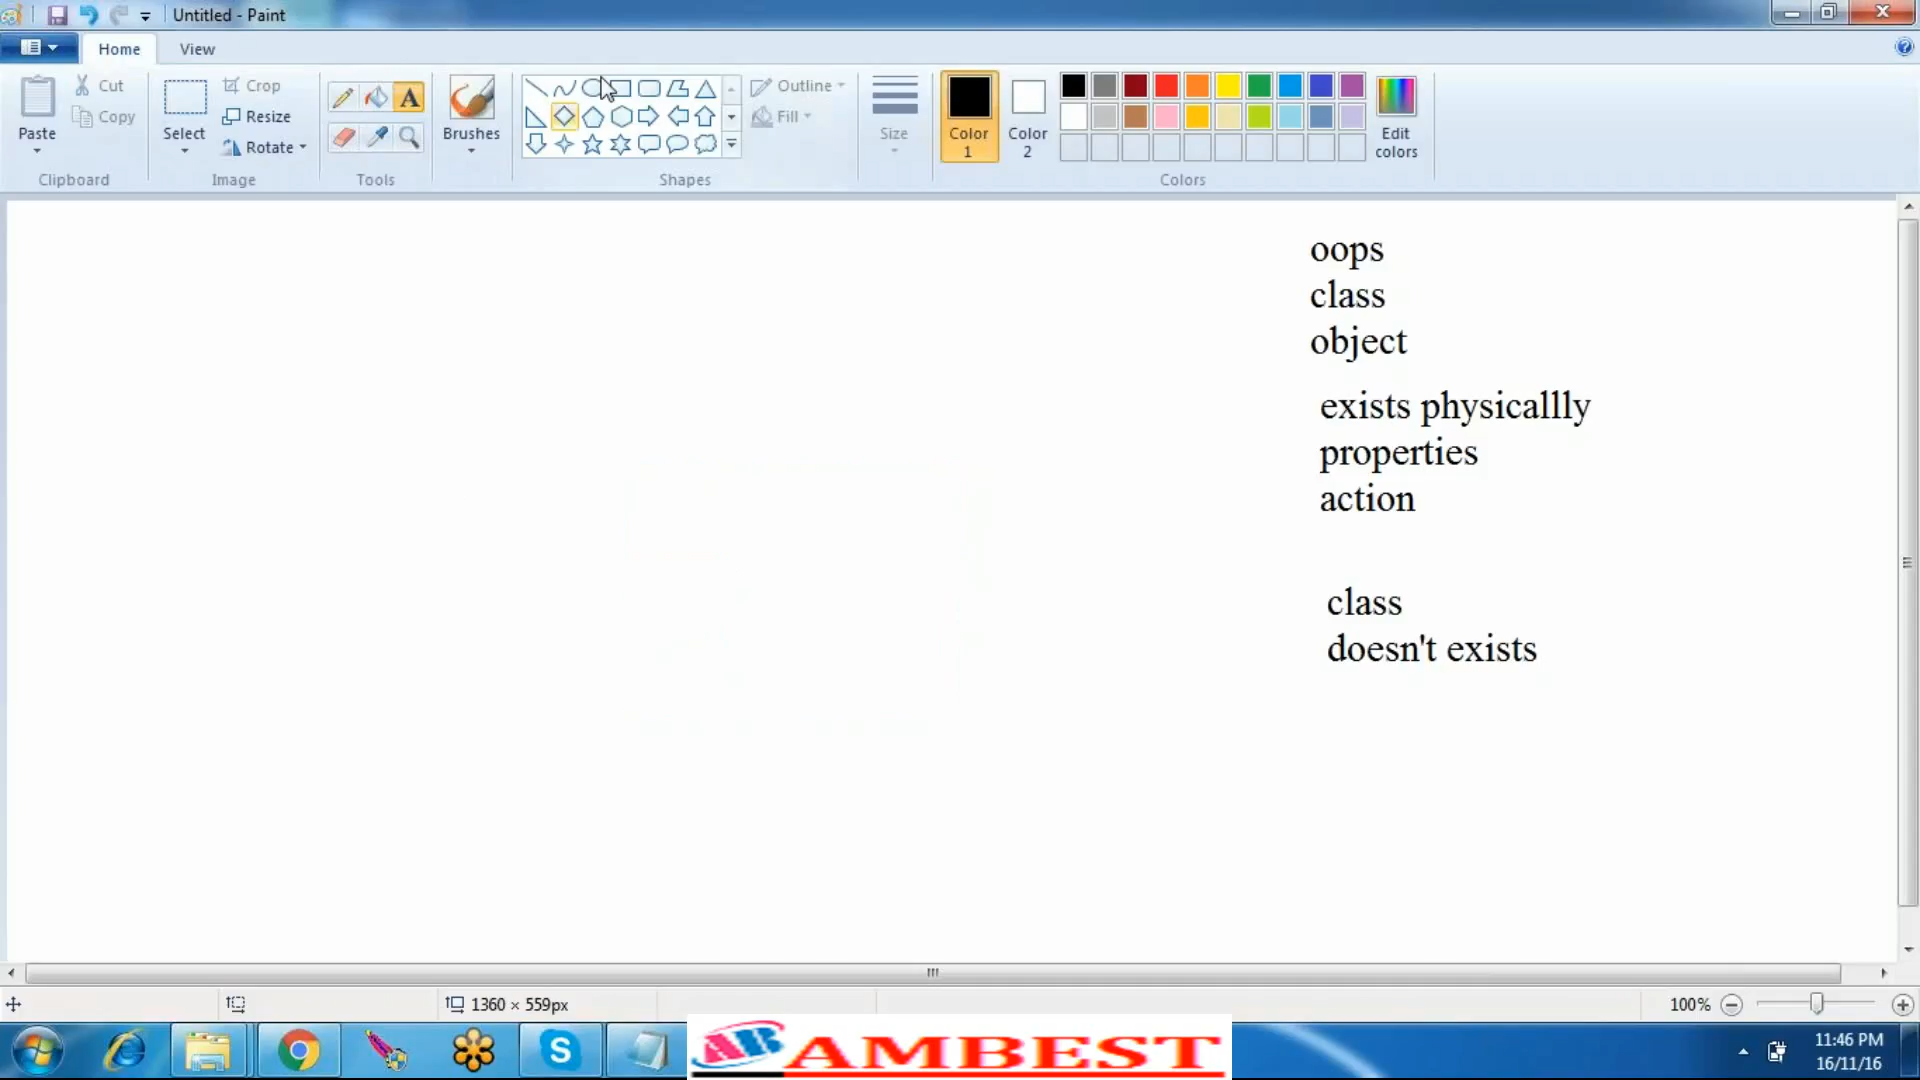 Untitled - Paint
Home View
Paste
Cut
Copy
Clipboard
Select
Crop
Resize
Rotate
Image
A
Tools
Brushes
Outline
Fill
Shapes
Size
Color 1
Color 2
Edit colors
Colors
oops
class
object
exists physicallly
properties
action
class
doesn't exists
1360 × 559px
100%
AMBEST
11:46 PM
16/11/16